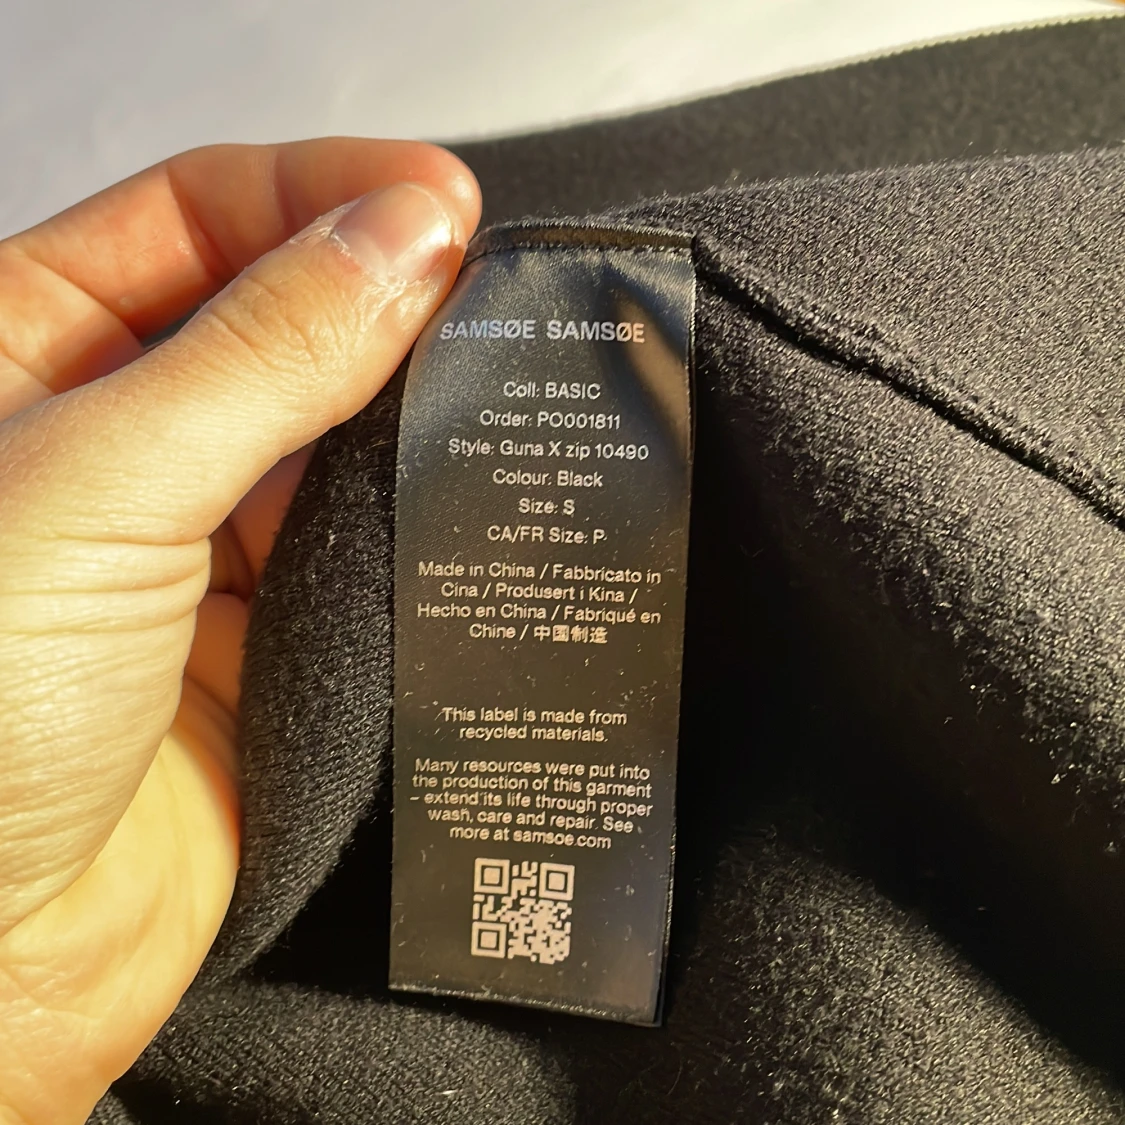 SAMSØE SAMSØE
Coll: BASIC
Order: PO001811
Style: Guna X zip 10490
Colour: Black
Size: S
CA/FR Size: P
Made in China / Fabbricato in
Cina / Produsert i Kina /
Hecho en China / Fabriqué en
Chine / 中国制造
This label is made from
recycled materials.
Many resources were put into
the production of this garment
– extend its life through proper
wash, care and repair. See
more at samsoe.com